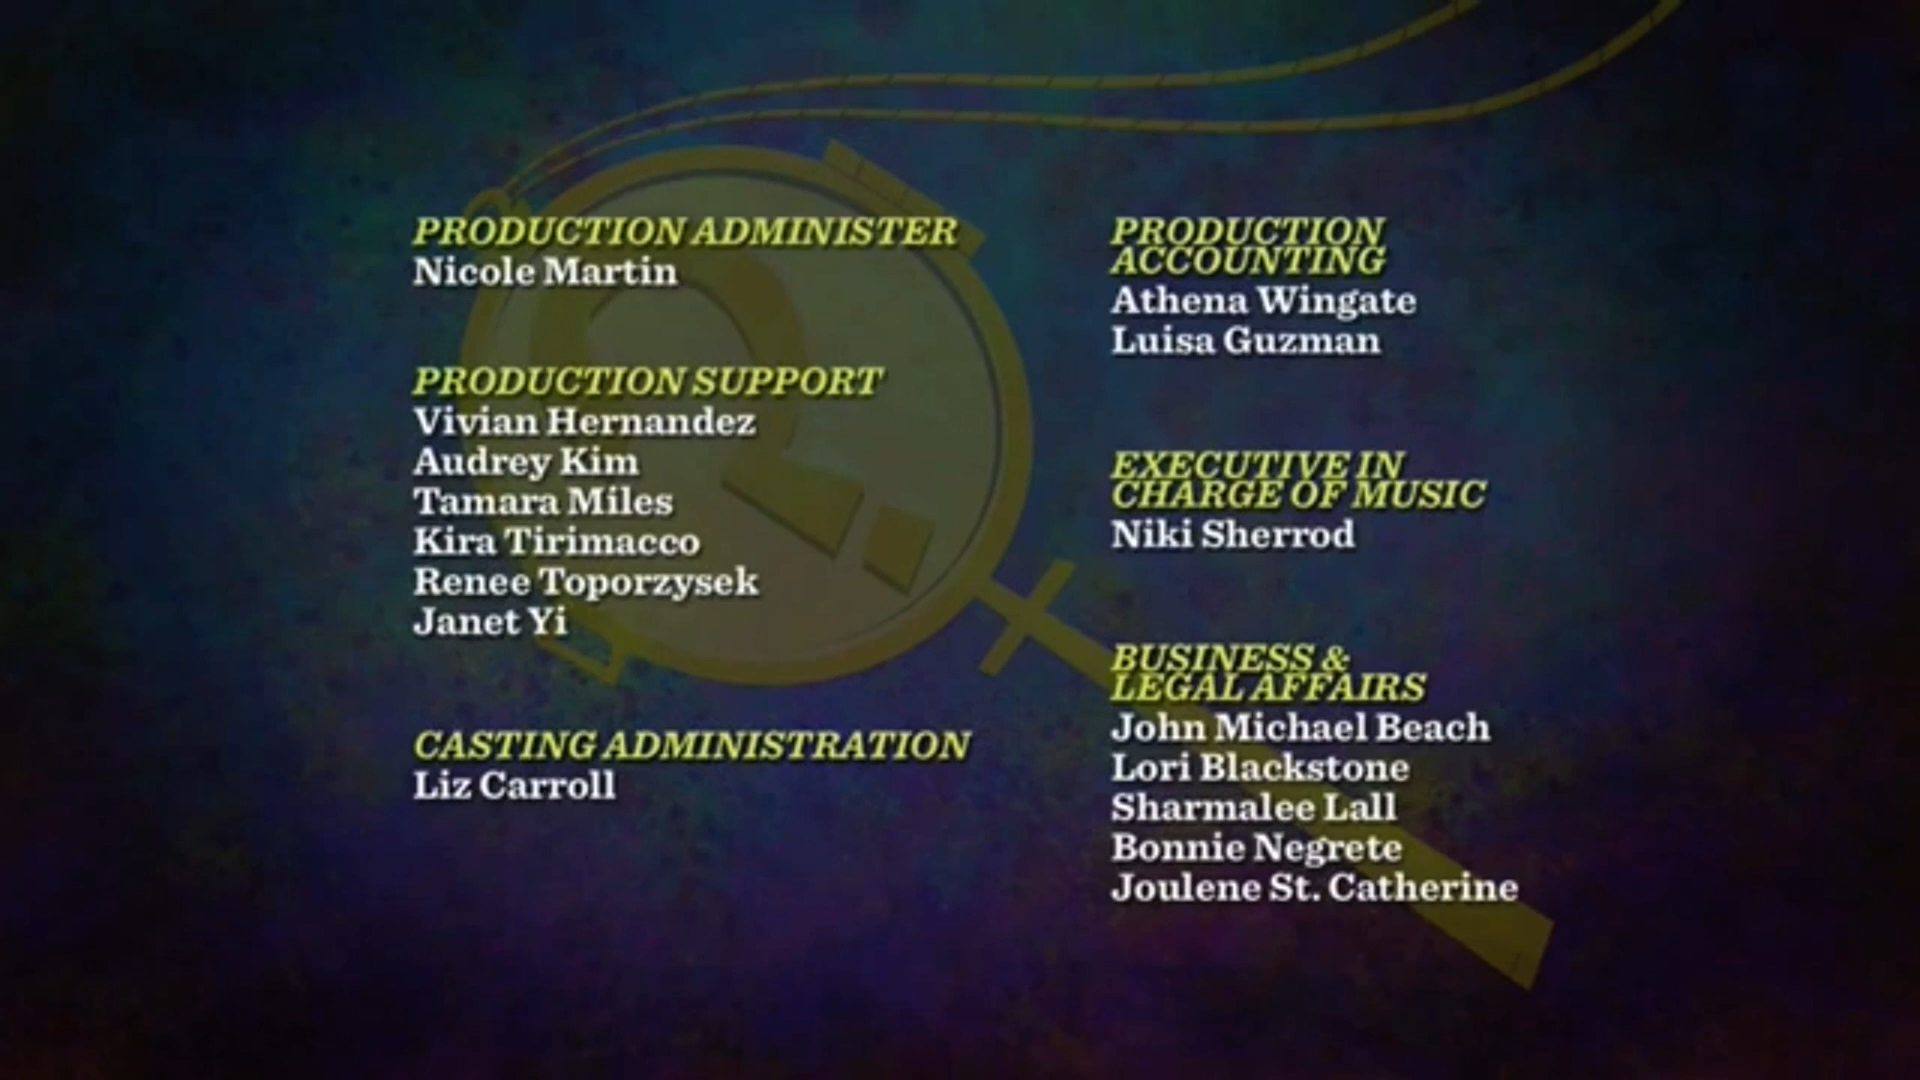 PRODUCTION ADMINISTER
Nicole Martin
PRODUCTION SUPPORT
Vivian Hernandez
Audrey Kim
Tamara Miles
Kira Tirimacco
Renee Toporzysek
Janet Yi
CASTING ADMINISTRATION
Liz Carroll
PRODUCTION
ACCOUNTING
Athena Wingate
Luisa Guzman
EXECUTIVE IN
CHARGE OF MUSIC
Niki Sherrod
BUSINESS &
LEGAL AFFAIRS
John Michael Beach
Lori Blackstone
Sharmalee Lall
Bonnie Negrete
Joulene St. Catherine